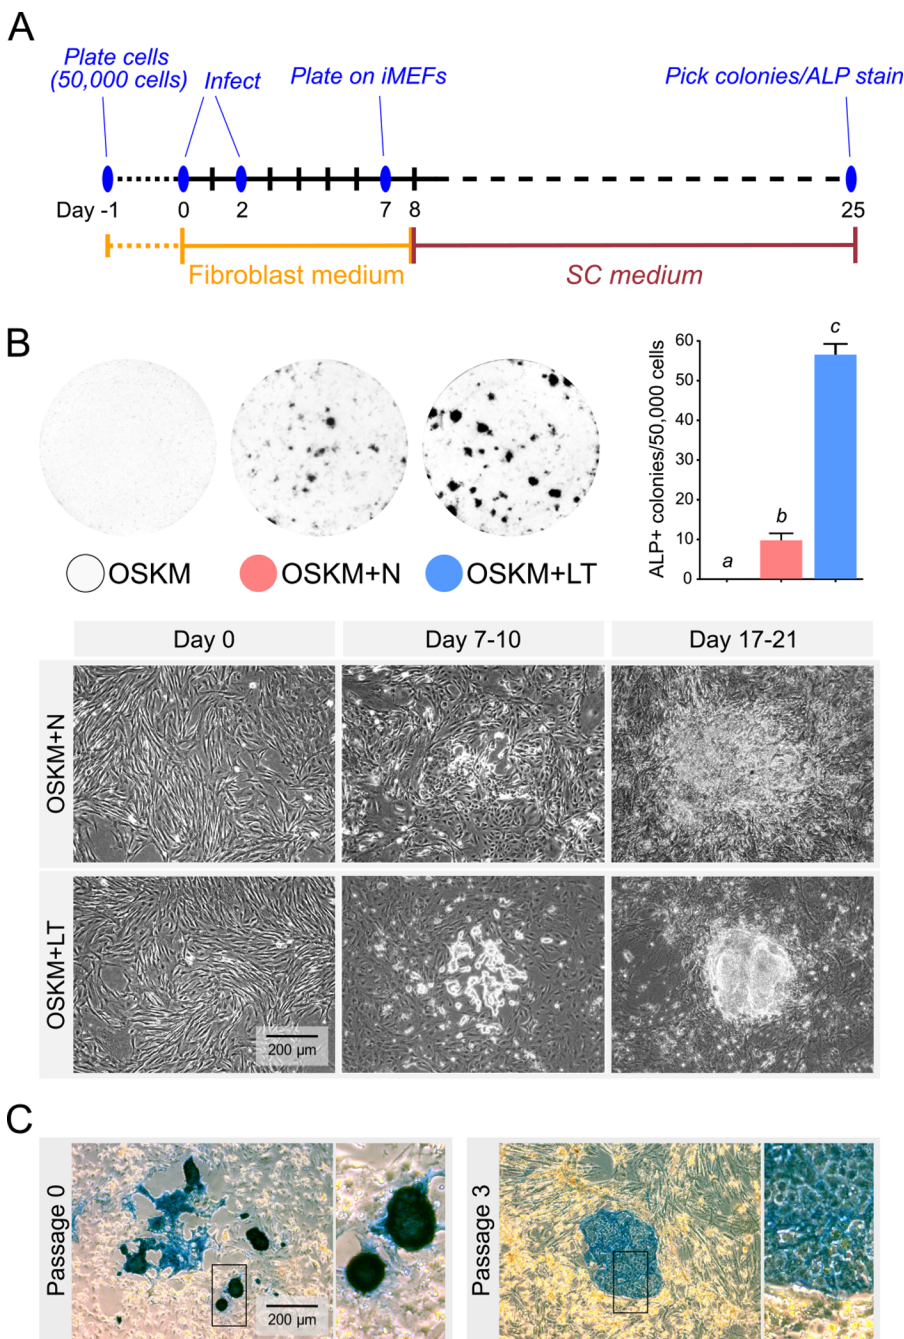 A
Plate cells
(50,000 cells)
Infect
Plate on iMEFs
Pick colonies/ALP stain
Day -1
0
2
7
8
25
Fibroblast medium
SC medium
B
OSKM
OSKM+N
OSKM+LT
ALP+ colonies/50,000 cells
60
50
40
30
20
10
0
a
b
c
Day 0
Day 7-10
Day 17-21
OSKM+N
OSKM+LT
200 µm
C
Passage 0
200 µm
Passage 3